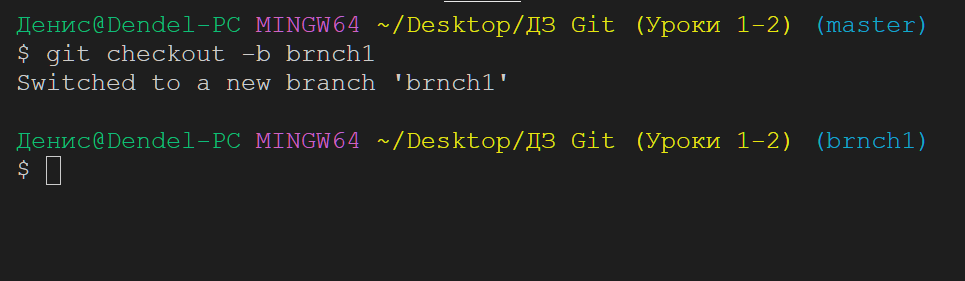 Денис@Dendel-PC MINGW64 ~/Desktop/ДЗ Git (Уроки 1-2) (master)
$ git checkout -b brnch1
Switched to a new branch 'brnch1'
Денис@Dendel-PC MINGW64 ~/Desktop/ДЗ Git (Уроки 1-2) (brnch1)
$